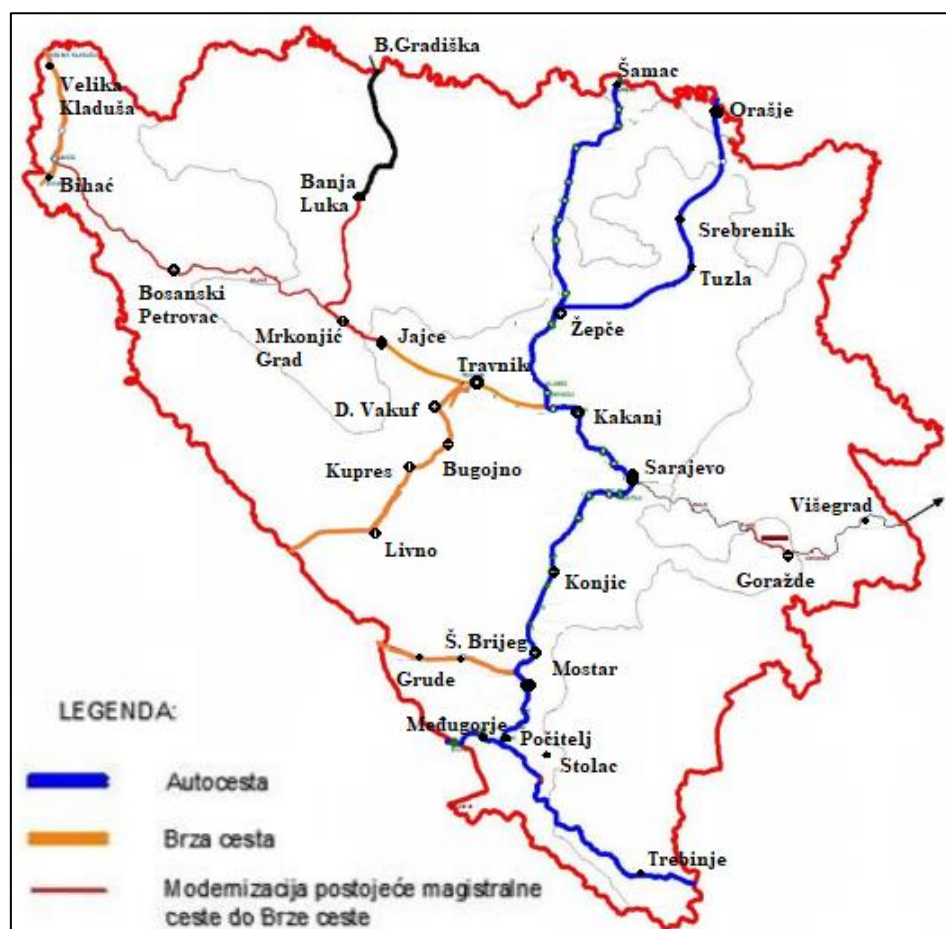 B.Gradiška
Šamac
Velika
Kladuša
Orašje
Bihać
Banja
Luka
Srebrenik
Tuzla
Bosanski
Petrovac
Mrkonjić
Grad
Jajce
Žepče
Travnik
D. Vakuf
Kakanj
Kupres
Bugojno
Sarajevo
Višegrad
Livno
Goražde
Konjic
Š. Brijeg
Grude
Mostar
LEGENDA:
Međugorje
Počitelj
Stolac
Autocesta
Brza cesta
Trebinje
Modernizacija postojeće magistralne
ceste do Brze ceste